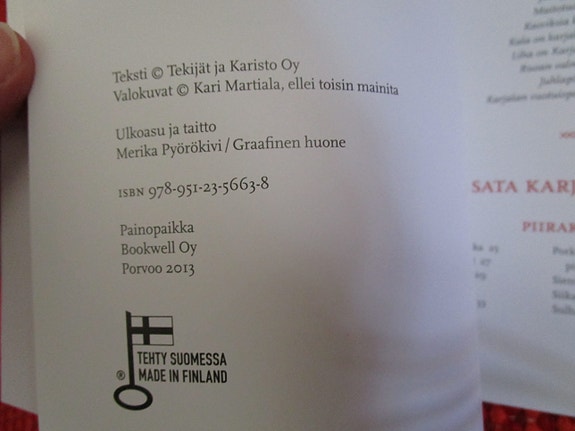 Teksti © Tekijät ja Karisto Oy
Valokuvat © Kari Martiala, ellei toisin mainita
Ulkoasu ja taitto
Merika Pyörökivi / Graafinen huone
ISBN 978-951-23-5663-8
Painopaikka
Bookwell Oy
Porvoo 2013
TEHTY SUOMESSA
® MADE IN FINLAND
SATA KARJ
PIIRAK